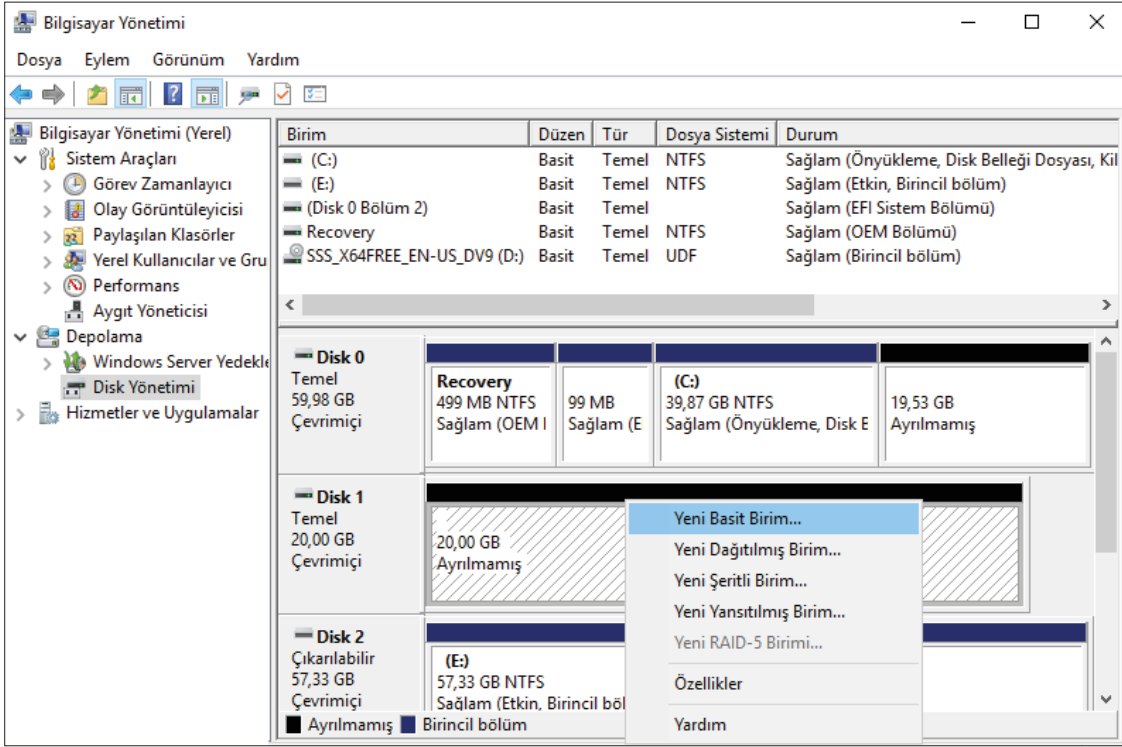 Bilgisayar Yönetimi
Dosya Eylem Görünüm Yardım
Bilgisayar Yönetimi (Yerel)
Sistem Araçları
Görev Zamanlayıcı
Olay Görüntüleyicisi
Paylaşılan Klasörler
Yerel Kullanıcılar ve Gru
Performans
Aygıt Yöneticisi
Depolama
Windows Server Yedekle
Disk Yönetimi
Hizmetler ve Uygulamalar
Birim Düzen Tür Dosya Sistemi Durum
(C:) Basit Temel NTFS Sağlam (Önyükleme, Disk Belleği Dosyası, Kil
(E:) Basit Temel NTFS Sağlam (Etkin, Birincil bölüm)
(Disk 0 Bölüm 2) Basit Temel Sağlam (EFI Sistem Bölümü)
Recovery Basit Temel NTFS Sağlam (OEM Bölümü)
SSS_X64FREE_EN-US_DV9 (D:) Basit Temel UDF Sağlam (Birincil bölüm)
Disk 0
Temel
59,98 GB
Çevrimiçi
Recovery
499 MB NTFS
Sağlam (OEM I
99 MB
Sağlam (E
(C:)
39,87 GB NTFS
Sağlam (Önyükleme, Disk E
19,53 GB
Ayrılmamış
Disk 1
Temel
20,00 GB
Çevrimiçi
20,00 GB
Ayrılmamış
Yeni Basit Birim...
Yeni Dağıtılmış Birim...
Yeni Şeritli Birim...
Yeni Yansıtılmış Birim...
Yeni RAID-5 Birimi...
Özellikler
Yardım
Disk 2
Çıkarılabilir
57,33 GB
Çevrimiçi
(E:)
57,33 GB NTFS
Sağlam (Etkin, Birincil böl
Ayrılmamış Birincil bölüm